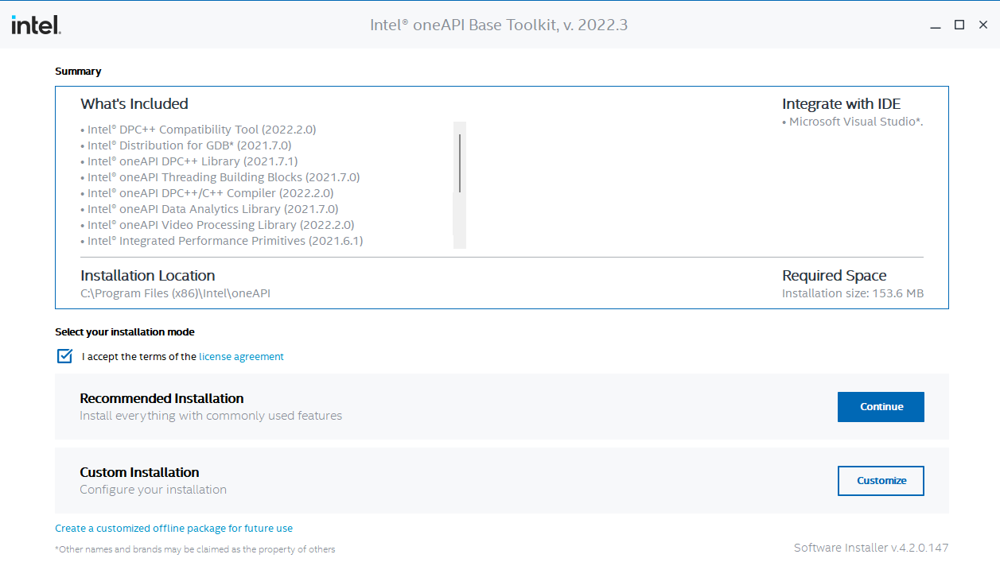 intel.
Intel® oneAPI Base Toolkit, v. 2022.3
Summary
What's Included
• Intel® DPC++ Compatibility Tool (2022.2.0)
• Intel® Distribution for GDB* (2021.7.0)
• Intel® oneAPI DPC++ Library (2021.7.1)
• Intel® oneAPI Threading Building Blocks (2021.7.0)
• Intel® oneAPI DPC++/C++ Compiler (2022.2.0)
• Intel® oneAPI Data Analytics Library (2021.7.0)
• Intel® oneAPI Video Processing Library (2022.2.0)
• Intel® Integrated Performance Primitives (2021.6.1)
Integrate with IDE
• Microsoft Visual Studio*.
Installation Location
C:\Program Files (x86)\Intel\oneAPI
Required Space
Installation size: 153.6 MB
Select your installation mode
I accept the terms of the license agreement
Recommended Installation
Install everything with commonly used features
Continue
Custom Installation
Configure your installation
Customize
Create a customized offline package for future use
*Other names and brands may be claimed as the property of others
Software Installer v.4.2.0.147